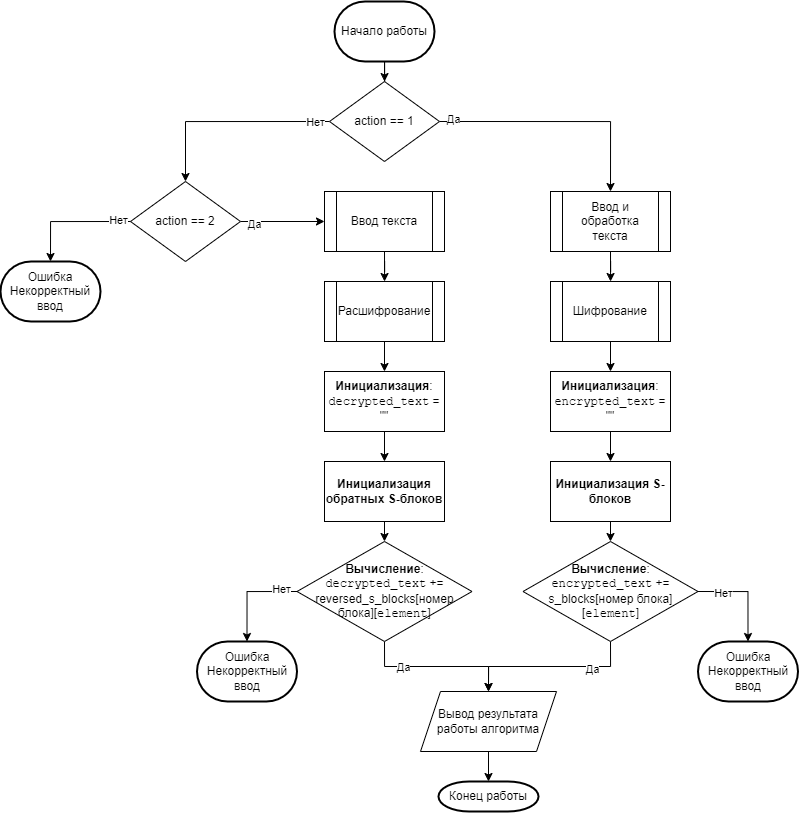 Начало работы
action == 1
Нет
Да
action == 2
Нет
Да
Ввод текста
Ввод и
обработка
текста
Ошибка
Некорректный
ввод
Расшифрование
Шифрование
Инициализация:
decrypted_text =
""
Инициализация:
encrypted_text =
""
Инициализация
обратных S-блоков
Инициализация S-
блоков
Вычисление:
decrypted_text +=
reversed_s_blocks[номер
блока][element]
Вычисление:
encrypted_text +=
s_blocks[номер блока]
[element]
Нет
Нет
Ошибка
Некорректный
ввод
Да
Да
Ошибка
Некорректный
ввод
Вывод результата
работы алгоритма
Конец работы